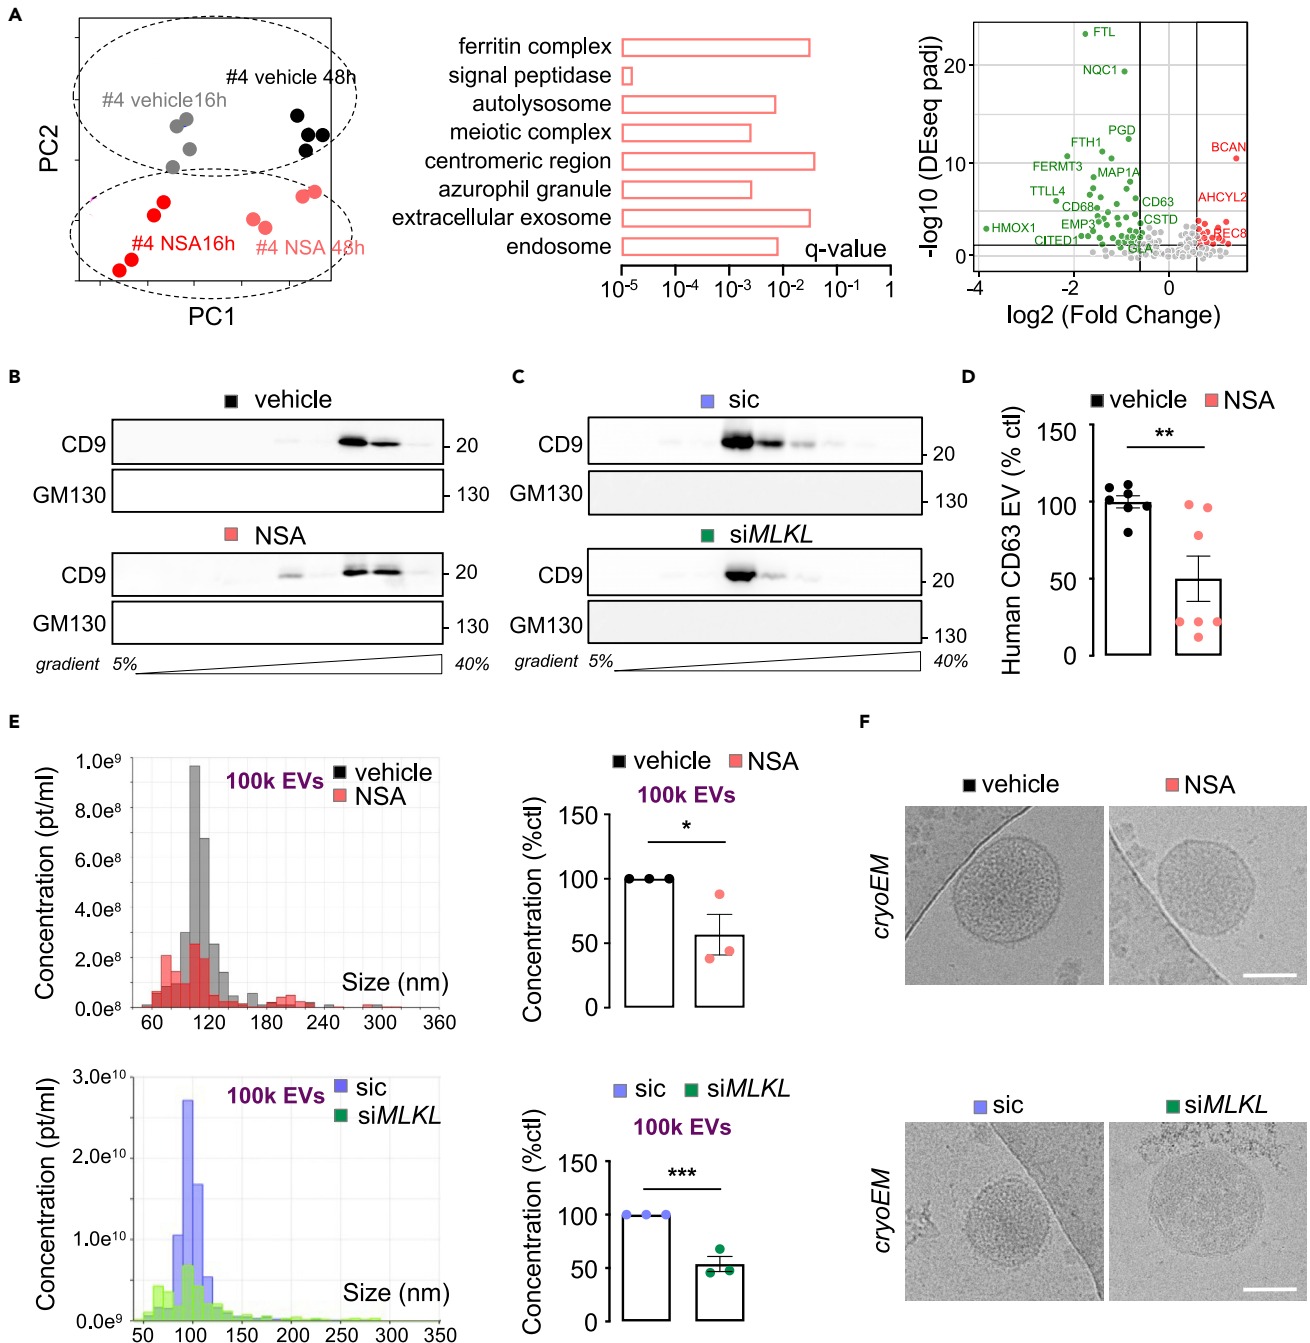 A
#4 vehicle 48h
#4 vehicle16h
#4 NSA16h
#4 NSA 48h
PC2
PC1
ferritin complex
signal peptidase
autolysosome
meiotic complex
centromeric region
azurophil granule
extracellular exosome
endosome
q-value
10-5 10-4 10-3 10-2 10-1 1
-log10 (DEseq padj)
20
10
0
FTL
NQC1
PGD
FTH1
FERMT3
MAP1A
TTLL4
CD68
CD63
EMP3
CSTD
HMOX1
CITED1
GLA
BCAN
AHCYL2
REC8
-4 -2 0
log2 (Fold Change)
B
vehicle
CD9
20
GM130
130
NSA
CD9
20
GM130
130
gradient 5% 40%
C
sic
CD9
20
GM130
130
siMLKL
CD9
20
GM130
130
gradient 5% 40%
D
vehicle NSA
Human CD63 EV (% ctl)
150
100
50
0
**
E
Concentration (pt/ml)
1.0e9
8.0e8
6.0e8
4.0e8
2.0e8
0.0e8
100k EVs
vehicle
NSA
Size (nm)
60 120 180 240 300 360
vehicle NSA
100k EVs
Concentration (%ctl)
150
100
50
0
*
Concentration (pt/ml)
3.0e10
2.0e10
1.0e10
0.0e9
100k EVs
sic
siMLKL
Size (nm)
50 100 150 200 250 300 350
sic siMLKL
100k EVs
Concentration (%ctl)
150
100
50
0
***
F
vehicle NSA
cryoEM
sic siMLKL
cryoEM